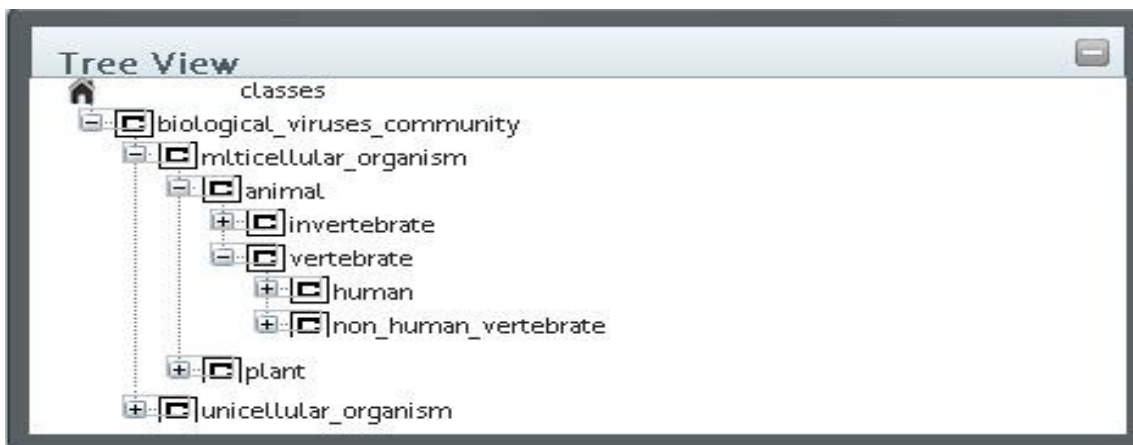 Tree View
classes
biological_viruses_community
mlticellular_organism
animal
invertebrate
vertebrate
human
non_human_vertebrate
plant
unicellular_organism